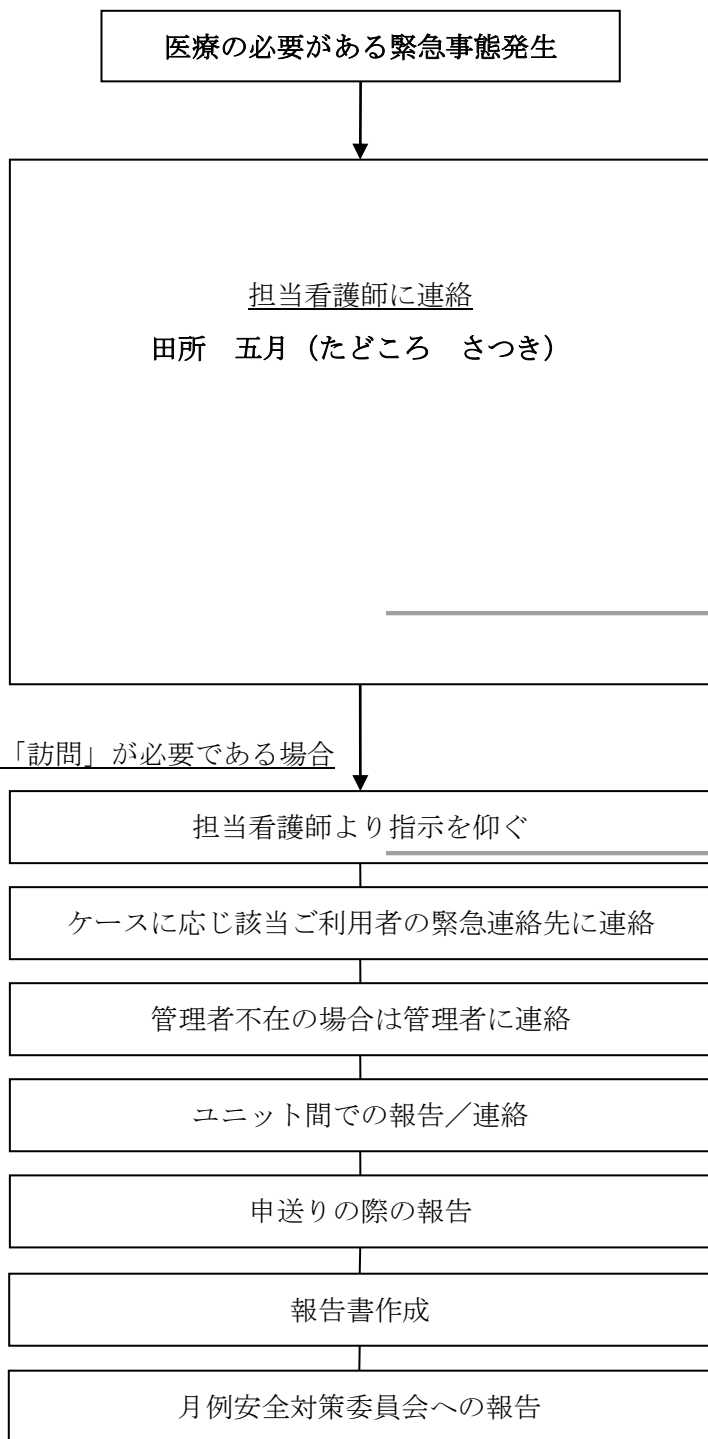 医療の必要がある緊急事態発生
担当看護師に連絡
田所　五月（たどころ　さつき）
「訪問」が必要である場合
担当看護師より指示を仰ぐ
ケースに応じ該当ご利用者の緊急連絡先に連絡
管理者不在の場合は管理者に連絡
ユニット間での報告／連絡
申送りの際の報告
報告書作成
月例安全対策委員会への報告